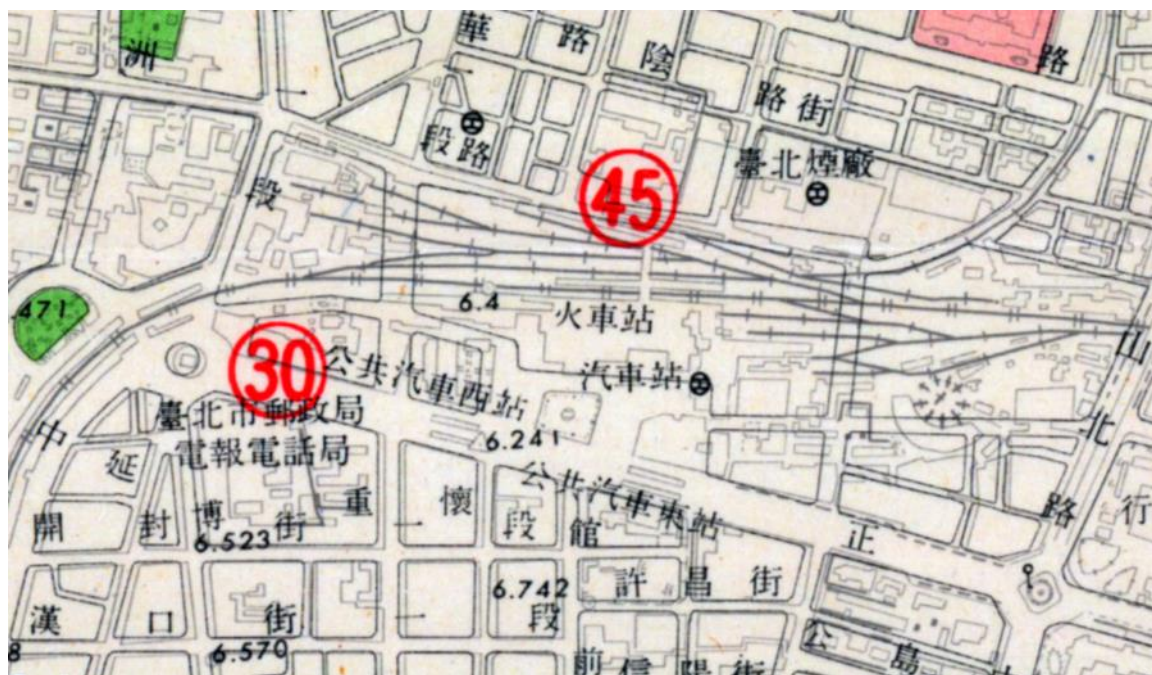 華路
陰
路
洲
路街
段路
臺北煙廠
45
段
471
6.4
火車站
山
30
公共汽車西站
汽車站
臺北市郵政局
電報電話局
6.241
中
北
延
公共汽車東站
重
懷
段
路
行
開封街
博
館
正
6.523
許昌街
6.742
漢口街
段
公
島
8
6.570
前
信陽街